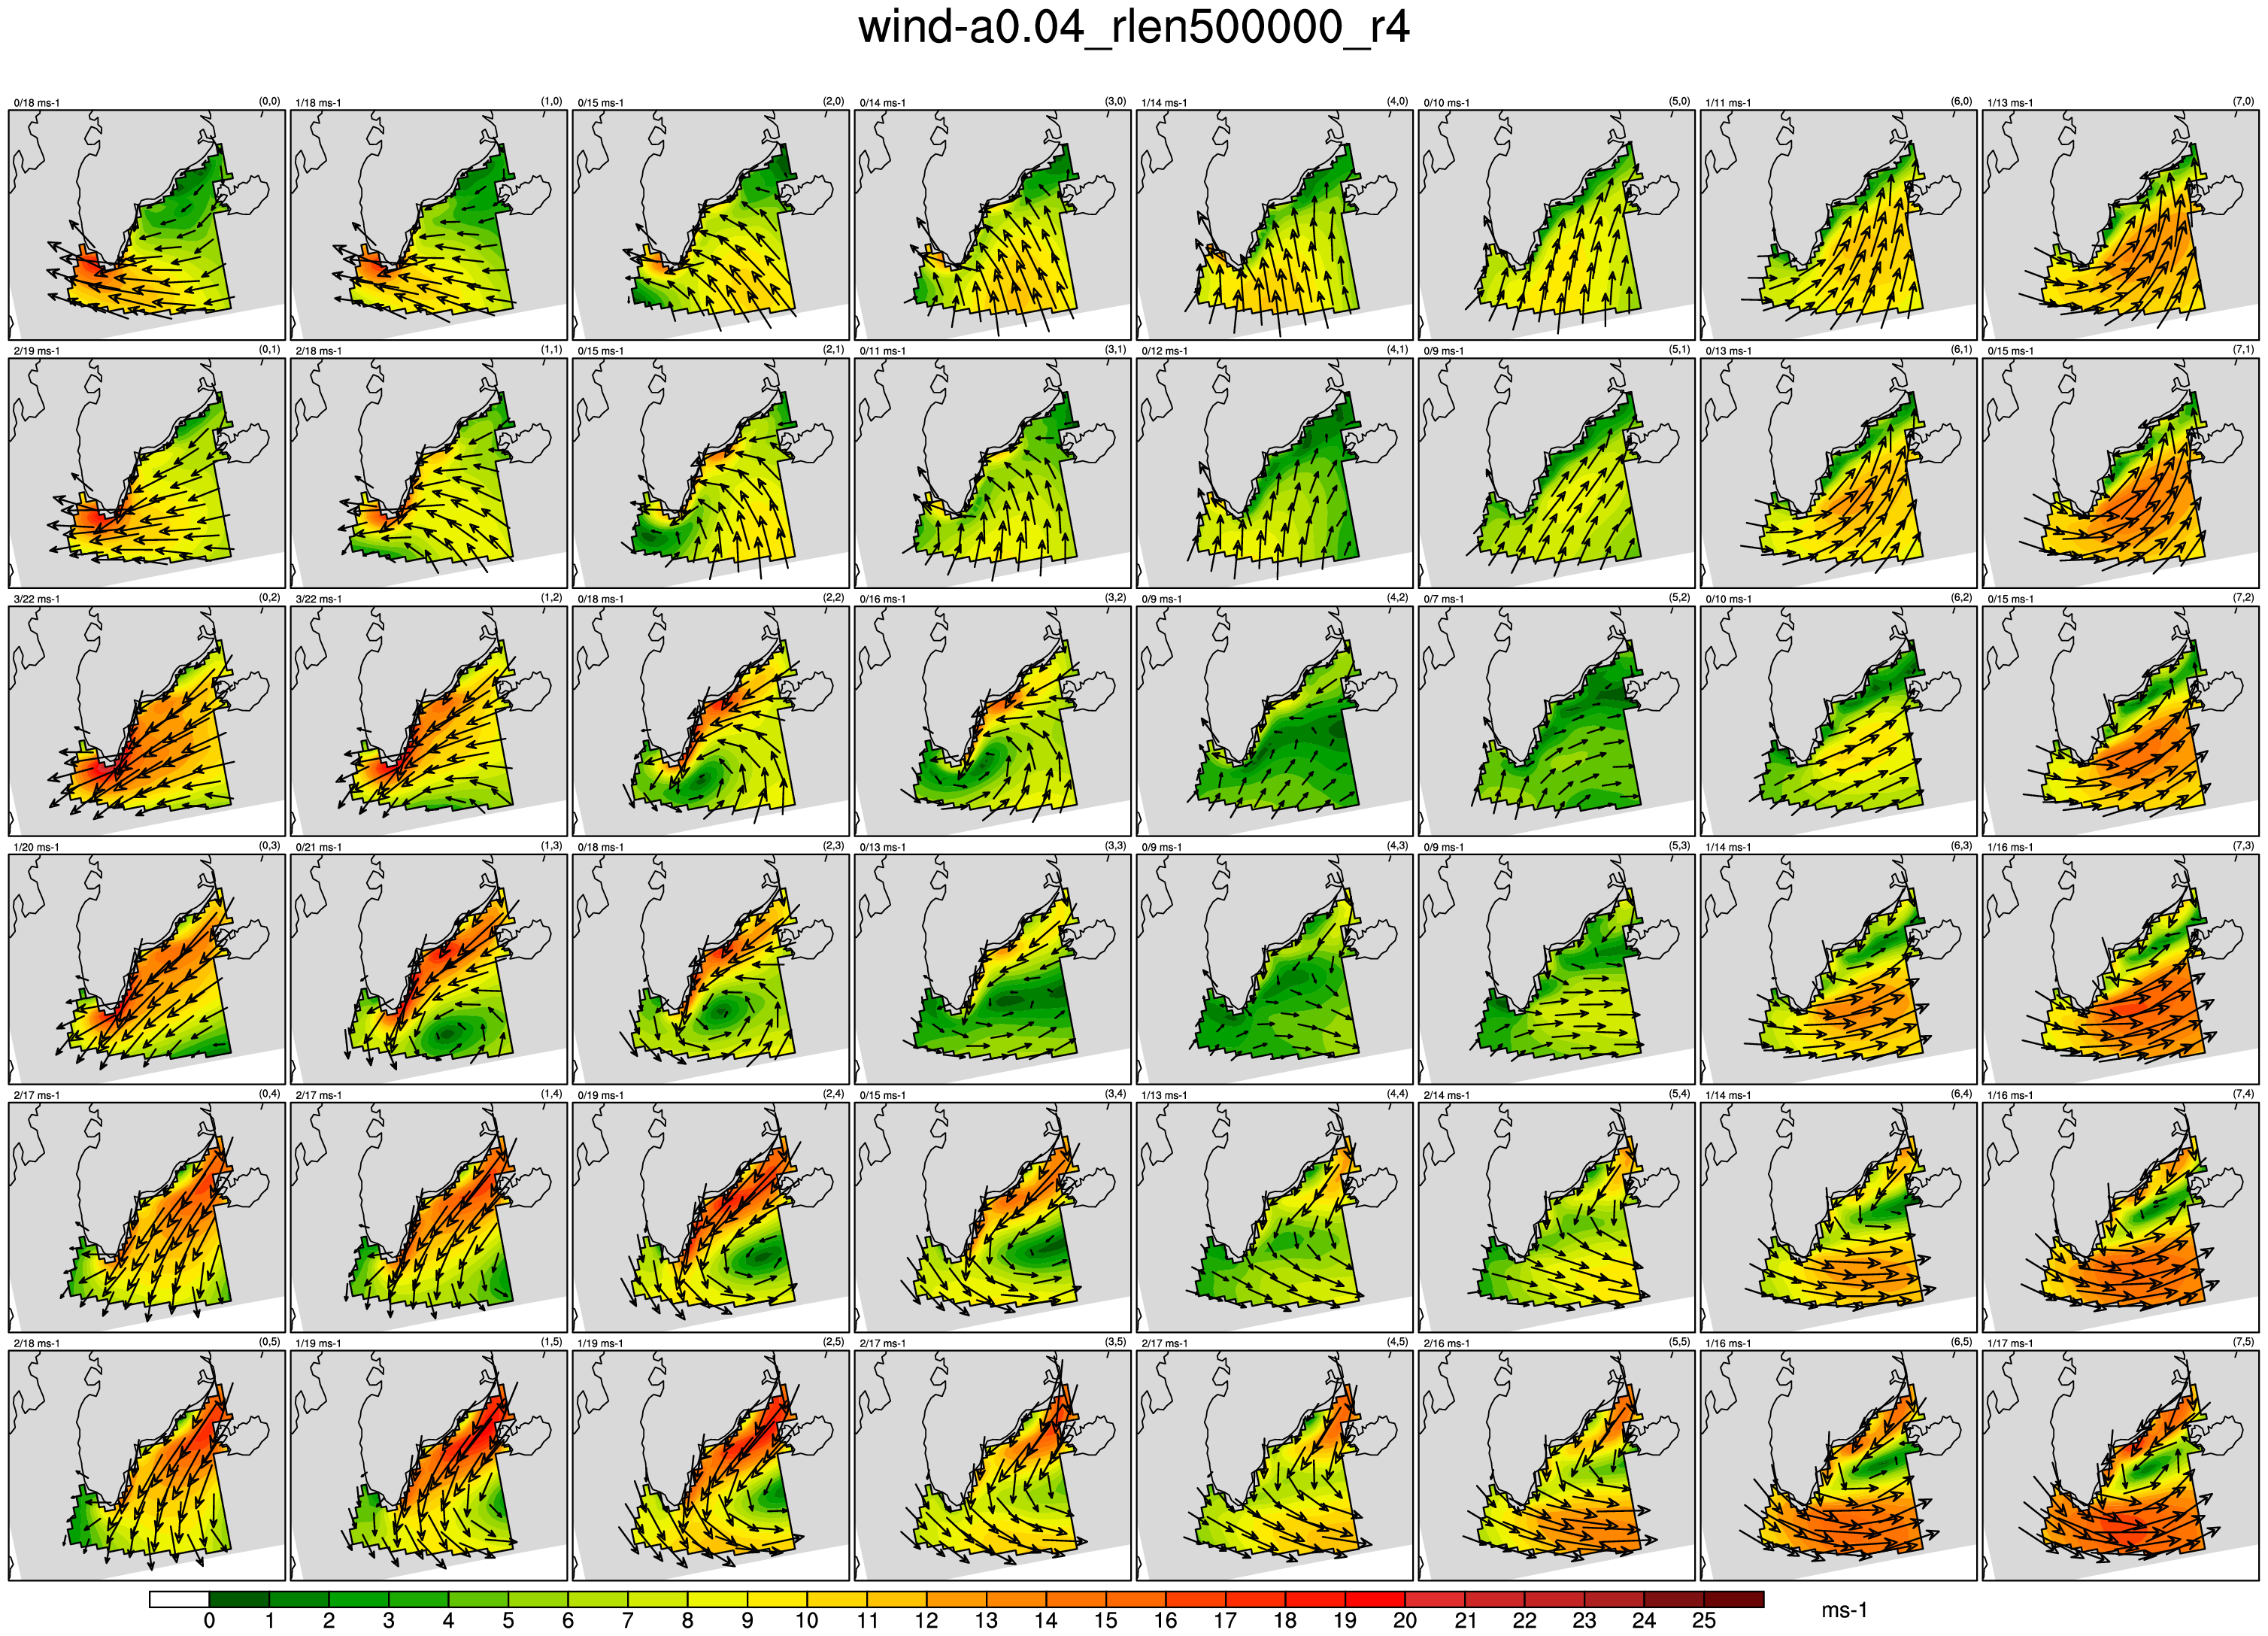 wind-a0.04_rlen500000_r4
0/18 ms-1 (0,0) 1/18 ms-1 (1,0) 0/15 ms-1 (2,0) 0/14 ms-1 (3,0) 1/14 ms-1 (4,0) 0/10 ms-1 (5,0) 1/11 ms-1 (6,0) 1/13 ms-1 (7,0)
2/19 ms-1 (0,1) 2/18 ms-1 (1,1) 0/15 ms-1 (2,1) 0/11 ms-1 (3,1) 0/12 ms-1 (4,1) 0/9 ms-1 (5,1) 0/13 ms-1 (6,1) 0/15 ms-1 (7,1)
3/22 ms-1 (0,2) 3/22 ms-1 (1,2) 0/18 ms-1 (2,2) 0/16 ms-1 (3,2) 0/9 ms-1 (4,2) 0/7 ms-1 (5,2) 0/10 ms-1 (6,2) 0/15 ms-1 (7,2)
1/20 ms-1 (0,3) 0/21 ms-1 (1,3) 0/18 ms-1 (2,3) 0/13 ms-1 (3,3) 0/9 ms-1 (4,3) 0/9 ms-1 (5,3) 1/14 ms-1 (6,3) 1/16 ms-1 (7,3)
2/17 ms-1 (0,4) 2/17 ms-1 (1,4) 0/19 ms-1 (2,4) 0/15 ms-1 (3,4) 1/13 ms-1 (4,4) 2/14 ms-1 (5,4) 1/14 ms-1 (6,4) 1/16 ms-1 (7,4)
2/18 ms-1 (0,5) 1/19 ms-1 (1,5) 1/19 ms-1 (2,5) 2/17 ms-1 (3,5) 2/17 ms-1 (4,5) 2/16 ms-1 (5,5) 1/16 ms-1 (6,5) 1/17 ms-1 (7,5)
0 1 2 3 4 5 6 7 8 9 10 11 12 13 14 15 16 17 18 19 20 21 22 23 24 25 ms-1